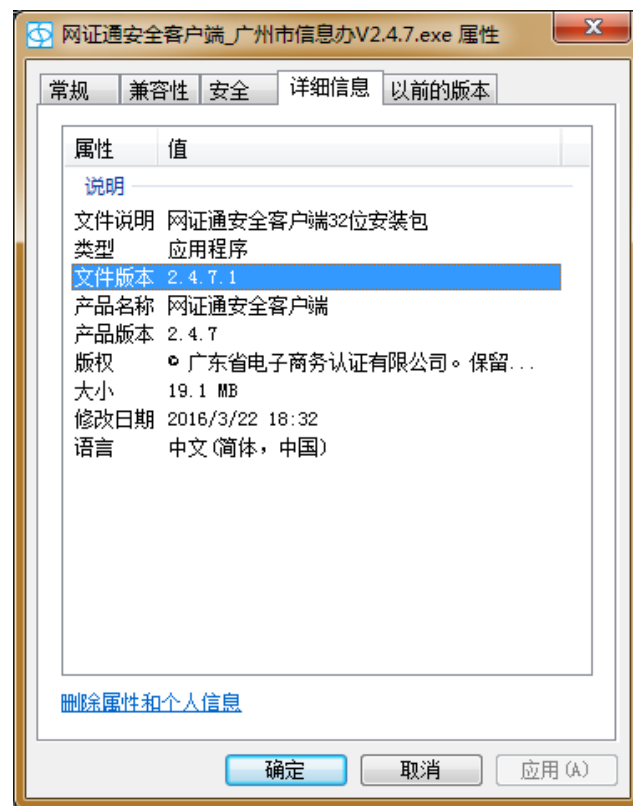 网证通安全客户端_广州市信息办V2.4.7.exe 属性
常规 兼容性 安全 详细信息 以前的版本
属性 值
说明
文件说明 网证通安全客户端32位安装包
类型 应用程序
文件版本 2.4.7.1
产品名称 网证通安全客户端
产品版本 2.4.7
版权 © 广东省电子商务认证有限公司。保留...
大小 19.1 MB
修改日期 2016/3/22 18:32
语言 中文(简体，中国)
删除属性和个人信息
确定 取消 应用(A)